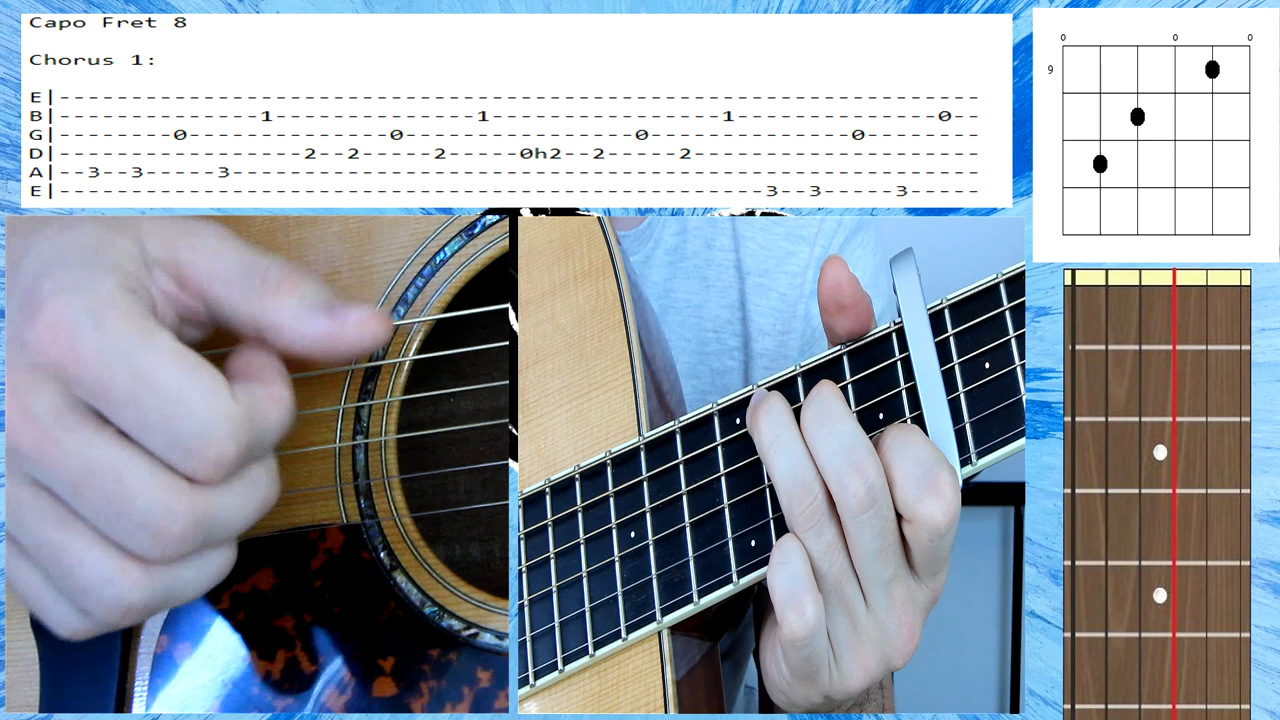 Capo Fret 8
Chorus 1:
E|----------------------------------------------------------------
B|--------------1--------------1----------------1--------------0--
G|--------0--------------0----------------0--------------0--------
D|-----------------2--2-----2-----0h2--2-----2--------------------
A|--3--3-----3----------------------------------------------------
E|-------------------------------------------------3--3-----3-----
0 0 0
9